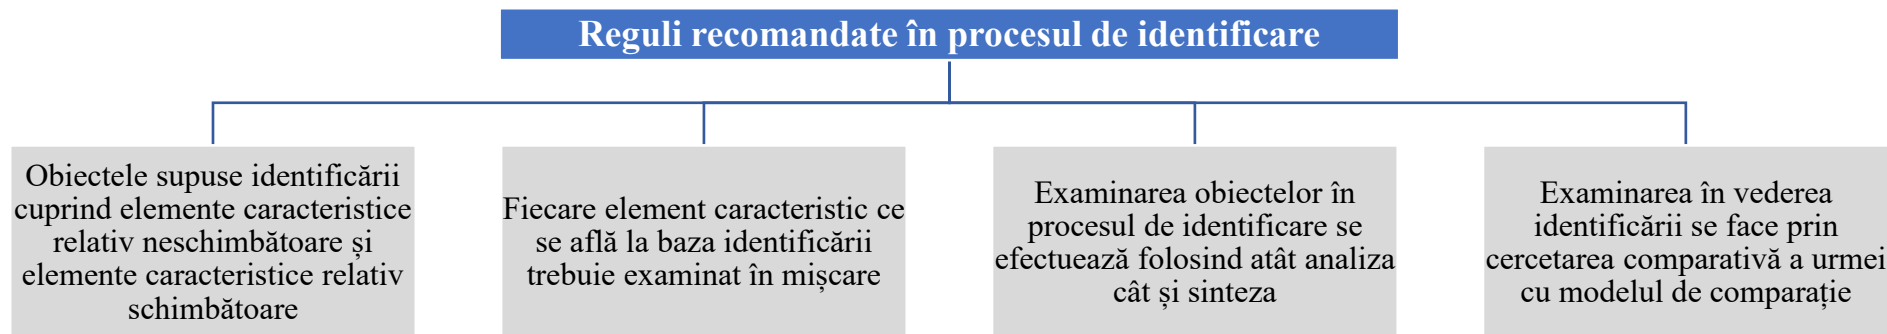 Reguli recomandate în procesul de identificare
Obiectele supuse identificării
cuprind elemente caracteristice
relativ neschimbătoare și
elemente caracteristice relativ
schimbătoare
Fiecare element caracteristic ce
se află la baza identificării
trebuie examinat în mișcare
Examinarea obiectelor în
procesul de identificare se
efectuează folosind atât analiza
cât și sinteza
Examinarea în vederea
identificării se face prin
cercetarea comparativă a urmei
cu modelul de comparație